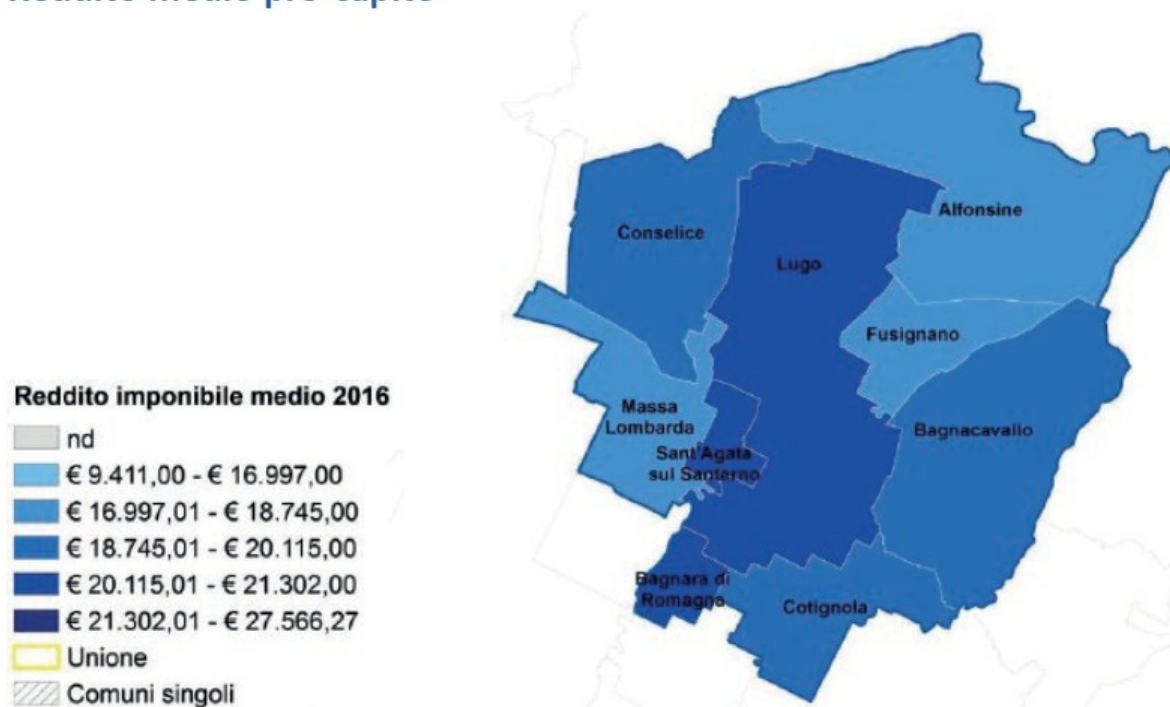 Reddito imponibile medio 2016
nd
€ 9.411,00 - € 16.997,00
€ 16.997,01 - € 18.745,00
€ 18.745,01 - € 20.115,00
€ 20.115,01 - € 21.302,00
€ 21.302,01 - € 27.566,27
Unione
Comuni singoli
Conselice
Lugo
Alfonsine
Fusignano
Massa
Lombarda
Bagnacavallo
Sant'Agata
sul Santerno
Bagnara di
Romagna
Cotignola